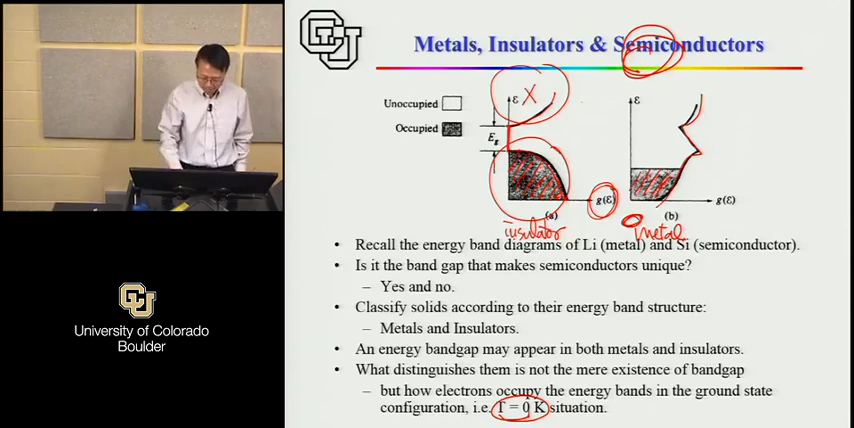 Metals, Insulators & Semiconductors
Unoccupied
Occupied
ε
X
E_g
g(ε)
(a)
insulator
ε
g(ε)
(b)
metal
• Recall the energy band diagrams of Li (metal) and Si (semiconductor).
• Is it the band gap that makes semiconductors unique?
– Yes and no.
• Classify solids according to their energy band structure:
– Metals and Insulators.
• An energy bandgap may appear in both metals and insulators.
• What distinguishes them is not the mere existence of bandgap
– but how electrons occupy the energy bands in the ground state
configuration, i.e. T = 0 K situation.
CU
CU
University of Colorado
Boulder